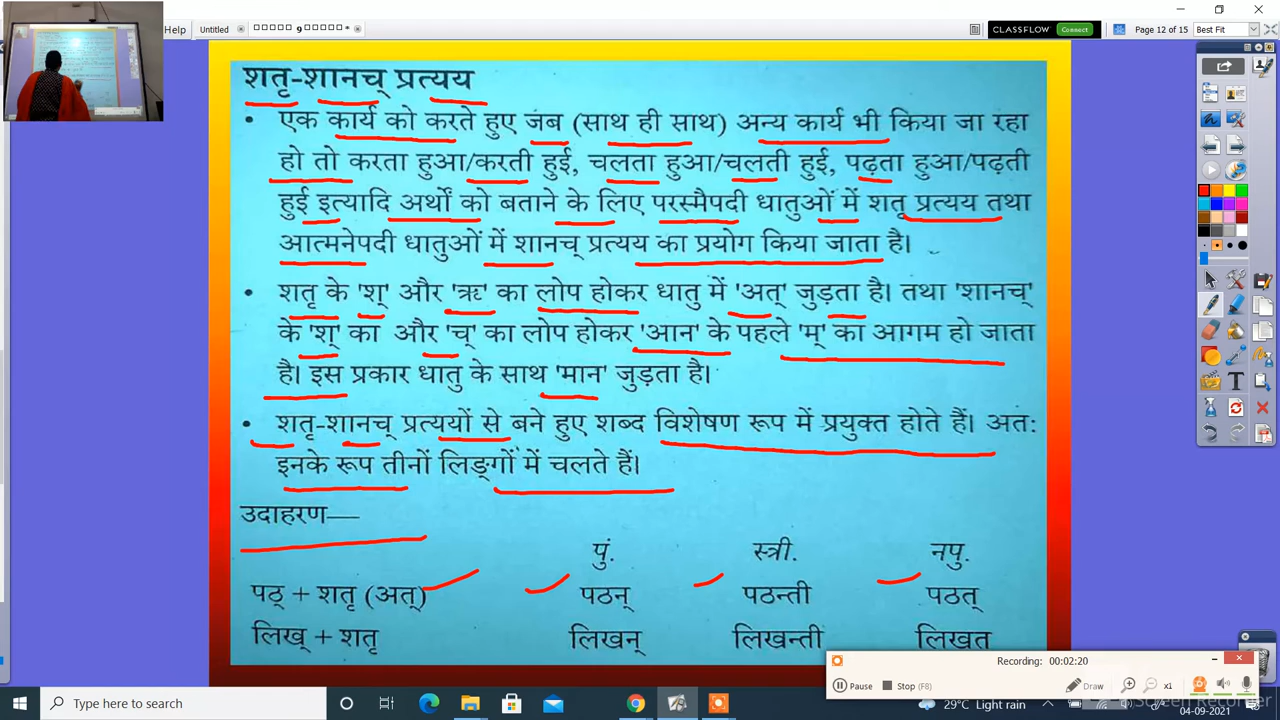 Help
Untitled
9
*
CLASSFLOW
Connect
Page 12 of 15
Best Fit
शतृ-शानच् प्रत्यय
• एक कार्य को करते हुए जब (साथ ही साथ) अन्य कार्य भी किया जा रहा
हो तो करता हुआ/करती हुई, चलता हुआ/चलती हुई, पढ़ता हुआ/पढ़ती
हुई इत्यादि अर्थों को बताने के लिए परस्मैपदी धातुओं में शतृ प्रत्यय तथा
आत्मनेपदी धातुओं में शानच् प्रत्यय का प्रयोग किया जाता है।
• शतृ के 'श्' और 'ऋ' का लोप होकर धातु में 'अत्' जुड़ता है। तथा 'शानच्'
के 'श्' का और 'च्' का लोप होकर 'आन' के पहले 'म्' का आगम हो जाता
है। इस प्रकार धातु के साथ 'मान' जुड़ता है।
• शतृ-शानच् प्रत्ययों से बने हुए शब्द विशेषण रूप में प्रयुक्त होते हैं। अतः
इनके रूप तीनों लिङ्गों में चलते हैं।
उदाहरण—
पुं. स्त्री. नपु.
पठ् + शतृ (अत्) पठन् पठन्ती पठत्
लिख् + शतृ लिखन् लिखन्ती लिखत्
Recording: 00:02:20
Pause Stop (F8) Draw x1
Screen Recorder
Type here to search
29°C Light rain
04-09-2021